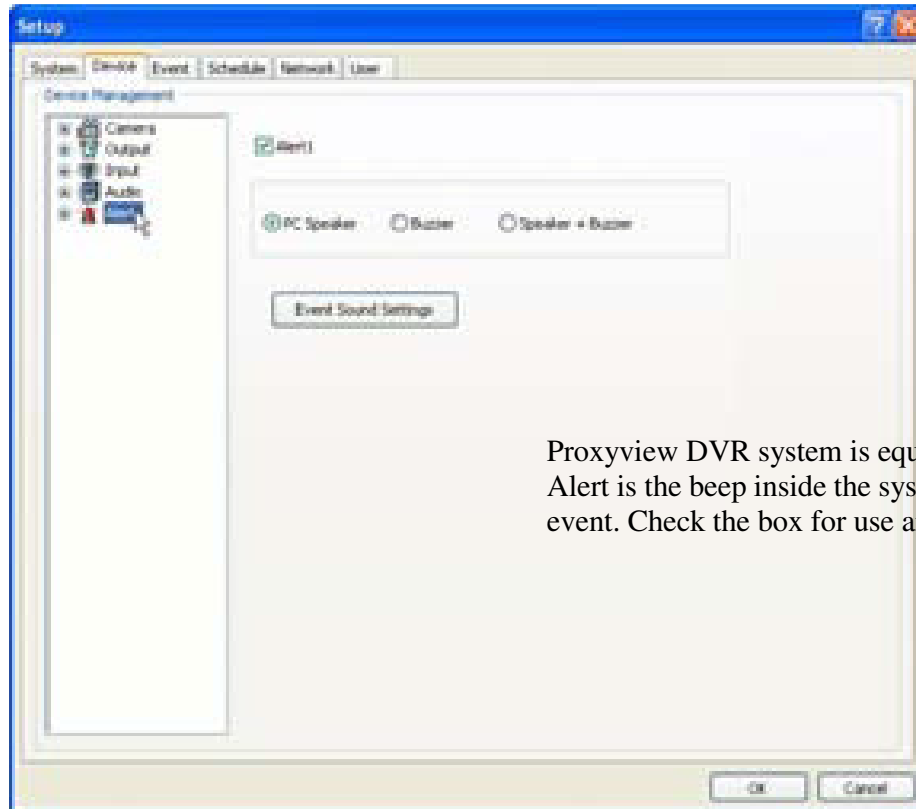 Setup
System Device Event Schedule Network User
Device Management
Camera
Output
Input
Audio
Alert1
PC Speaker Buzzer Speaker + Buzzer
Event Sound Settings
Proxyview DVR system is equ
Alert is the beep inside the sys
event. Check the box for use a
OK Cancel